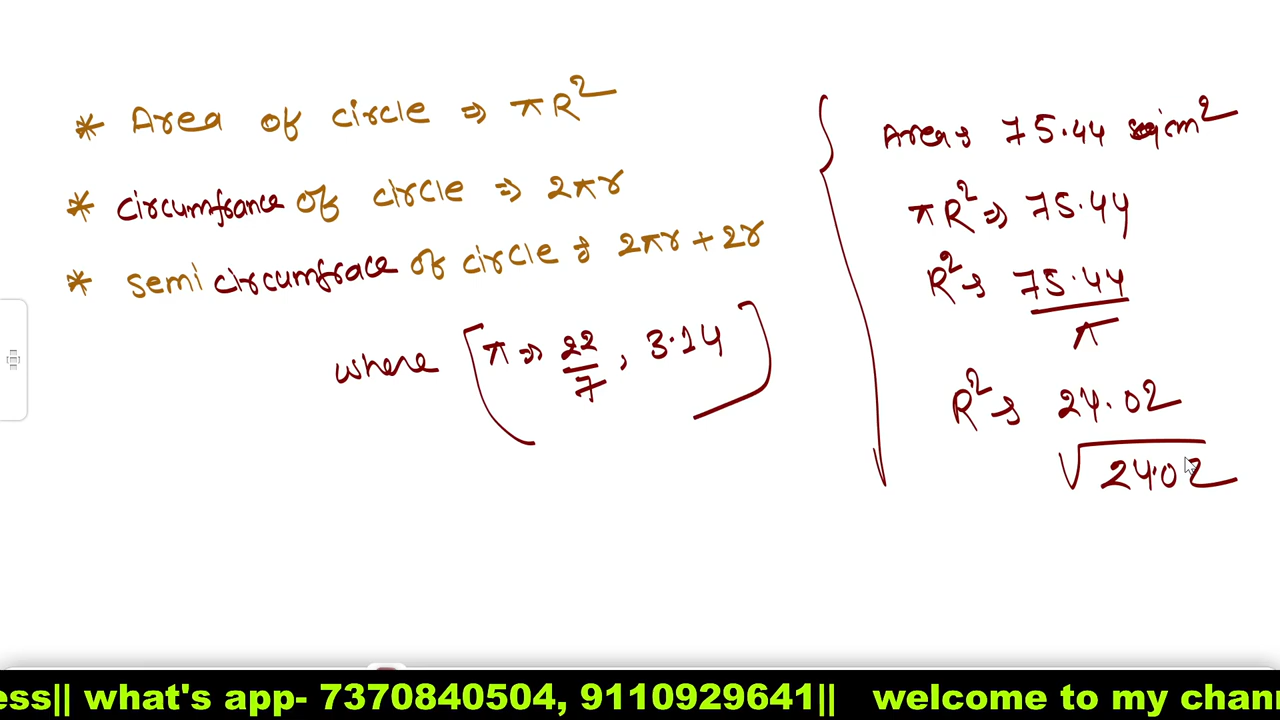 * Area of circle ⇒ πR²
* circumfrance of circle ⇒ 2πr
* semi circumfrace of circle ⇒ 2πr + 2r
where [π ⇒ 22/7, 3.14]
Area ⇒ 75.44 cm²
πR² ⇒ 75.44
R² ⇒ 75.44/π
R² ⇒ 24.02
√24.02
ess|| what's app- 7370840504, 9110929641|| welcome to my chann